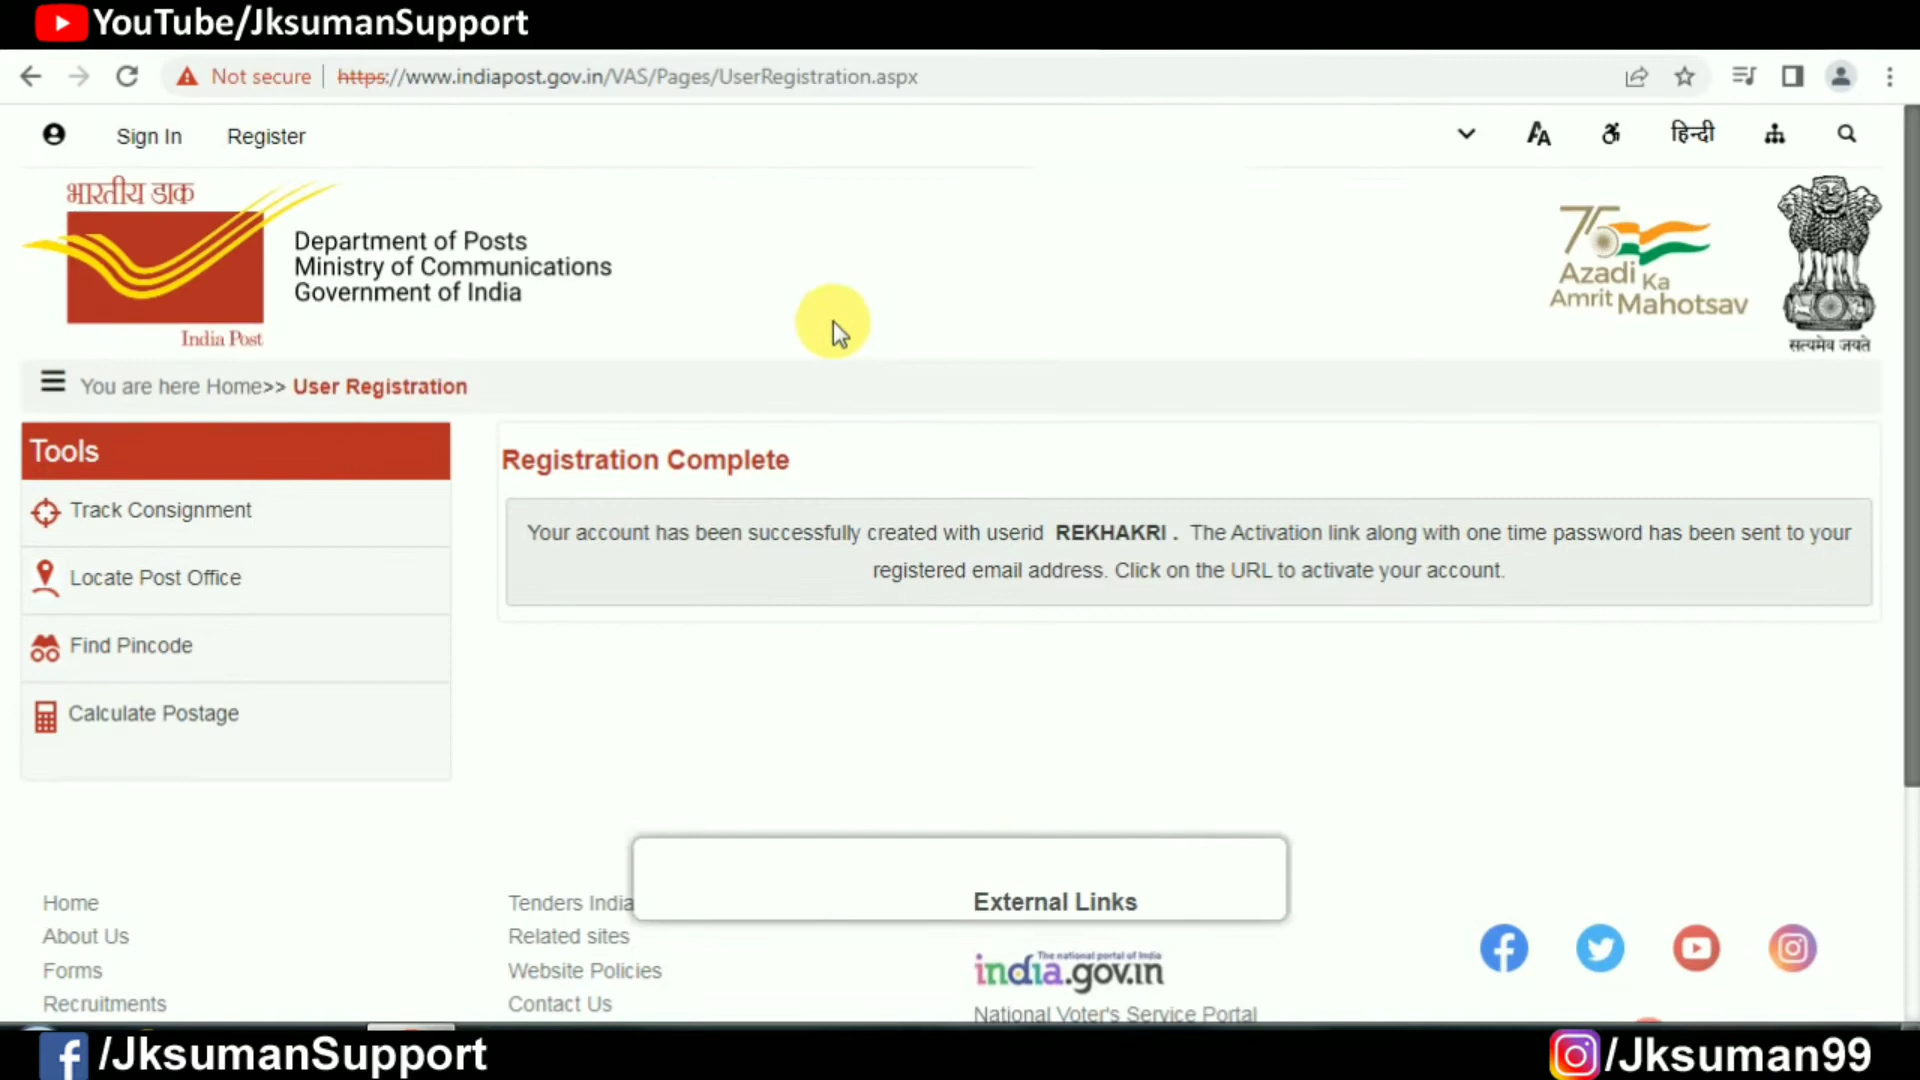 YouTube/JksumanSupport
Not secure | https://www.indiapost.gov.in/VAS/Pages/UserRegistration.aspx
Sign In Register हिन्दी
भारतीय डाक
Department of Posts
Ministry of Communications
Government of India
India Post
75
Azadi Ka
Amrit Mahotsav
सत्यमेव जयते
You are here Home>> User Registration
Tools
Track Consignment
Locate Post Office
Find Pincode
Calculate Postage
Registration Complete
Your account has been successfully created with userid REKHAKRI . The Activation link along with one time password has been sent to your
registered email address. Click on the URL to activate your account.
Home
About Us
Forms
Recruitments
Tenders India
Related sites
Website Policies
Contact Us
External Links
The national portal of India
india.gov.in
National Voter's Service Portal
/JksumanSupport
/Jksuman99